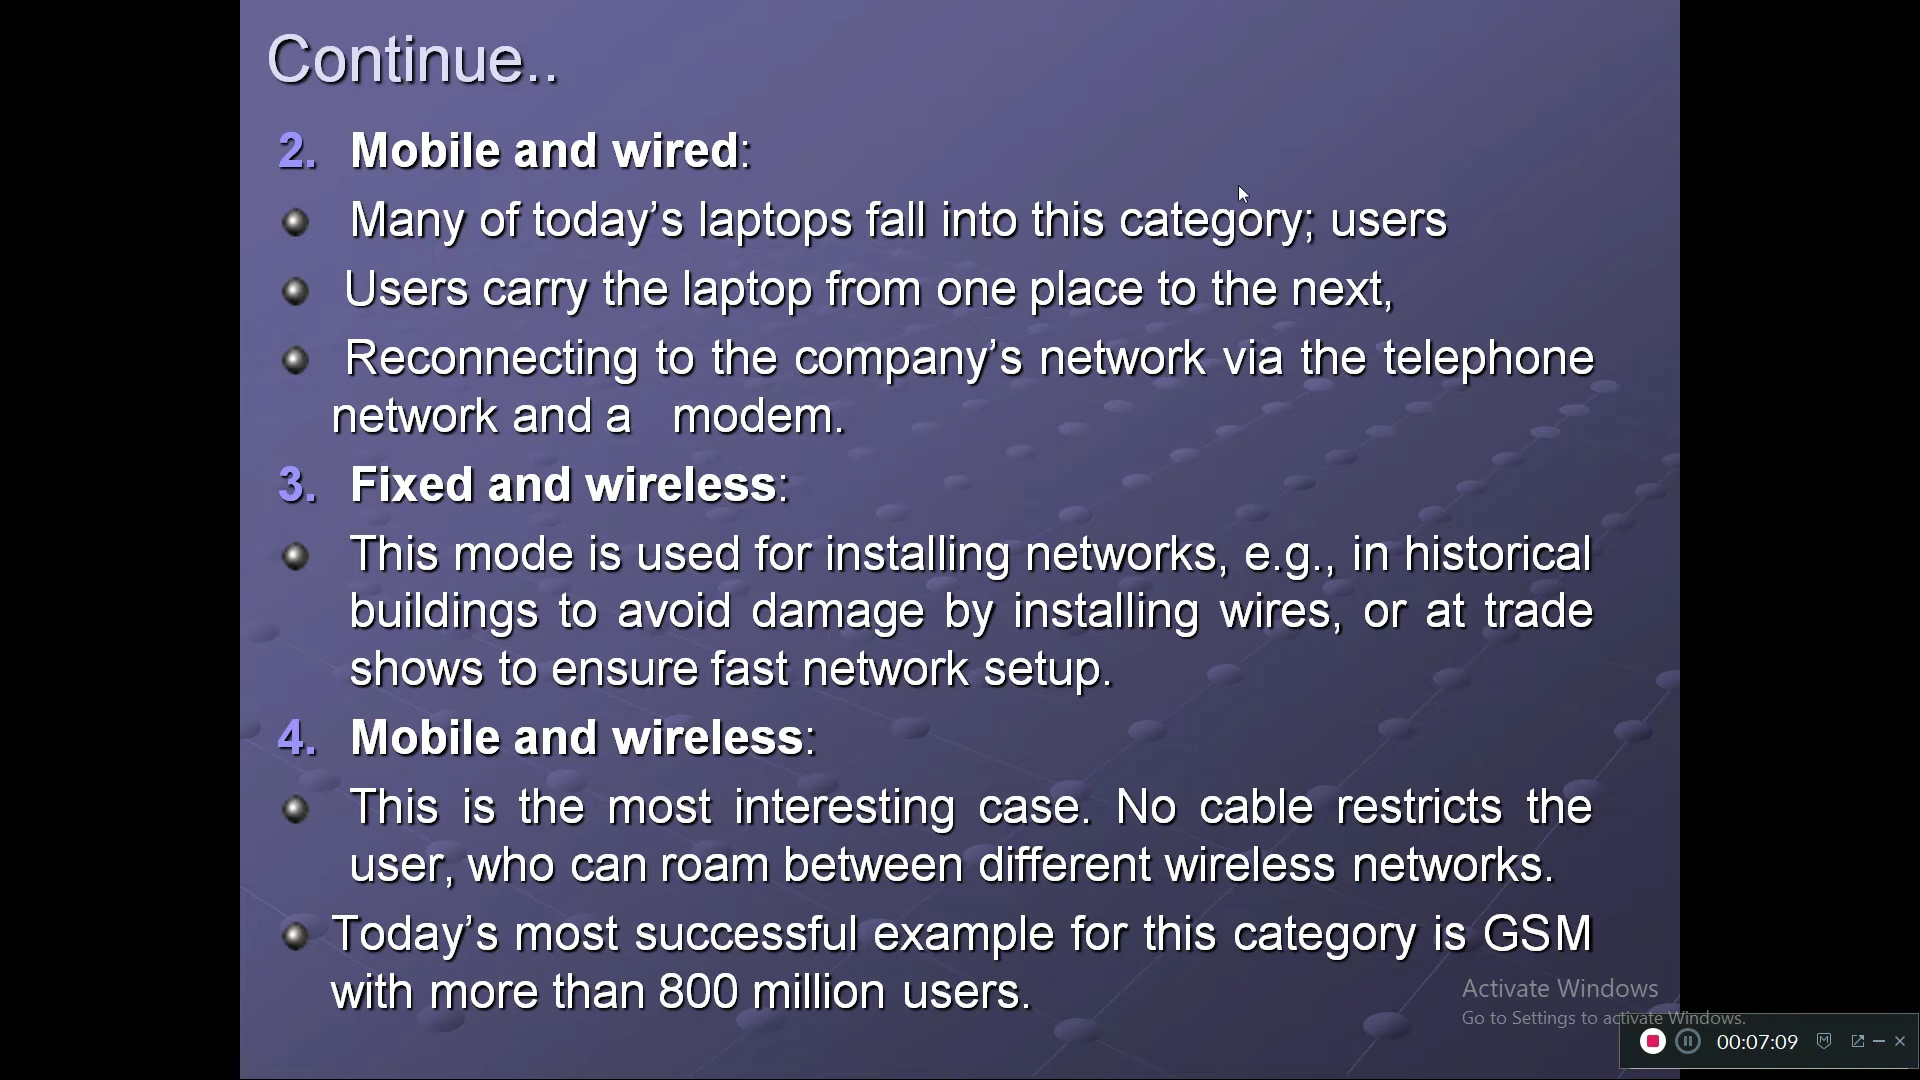 Continue..
2. Mobile and wired:
Many of today's laptops fall into this category; users
Users carry the laptop from one place to the next,
Reconnecting to the company's network via the telephone
network and a modem.
3. Fixed and wireless:
This mode is used for installing networks, e.g., in historical
buildings to avoid damage by installing wires, or at trade
shows to ensure fast network setup.
4. Mobile and wireless:
This is the most interesting case. No cable restricts the
user, who can roam between different wireless networks.
Today's most successful example for this category is GSM
with more than 800 million users.
Activate Windows
Go to Settings to activate Windows.
00:07:09